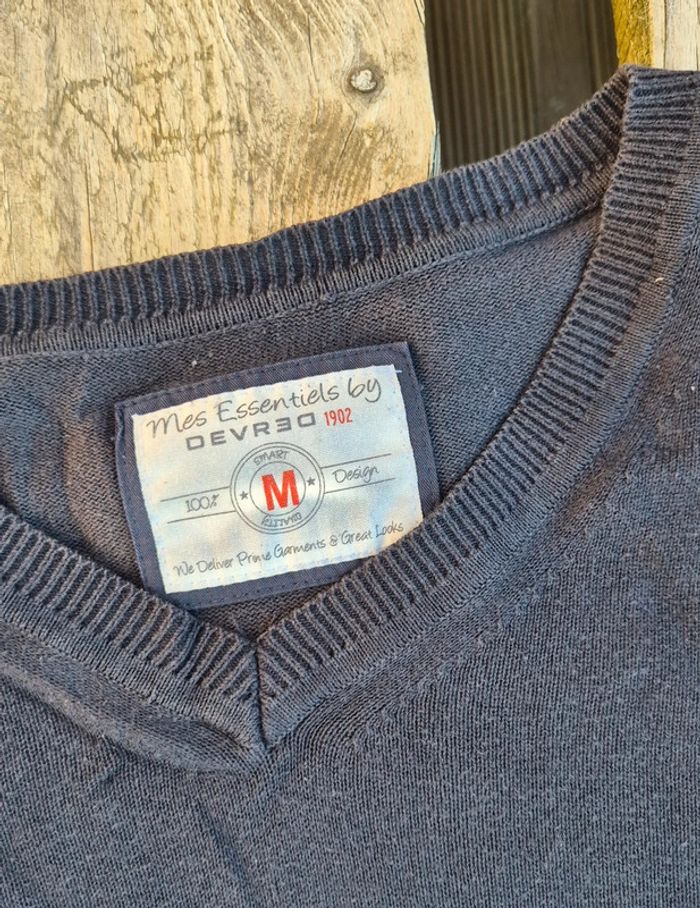 Mes Essentiels by
DEVRED 1902
SMART
100% M Design
QUALITY
We Deliver Prime Garments & Great Looks